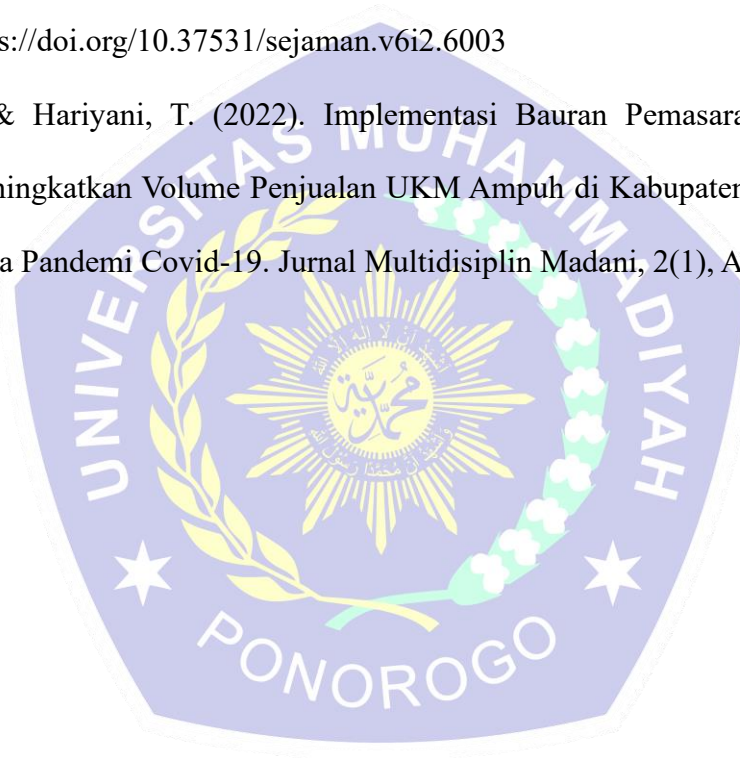 s://doi.org/10.37531/sejaman.v6i2.6003
& Hariyani, T. (2022). Implementasi Bauran Pemasara
ningkatkan Volume Penjualan UKM Ampuh di Kabupaten
a Pandemi Covid-19. Jurnal Multidisiplin Madani, 2(1), A
UNIVERSITAS MUHAMMADIYAH
محمدية
PONOROGO